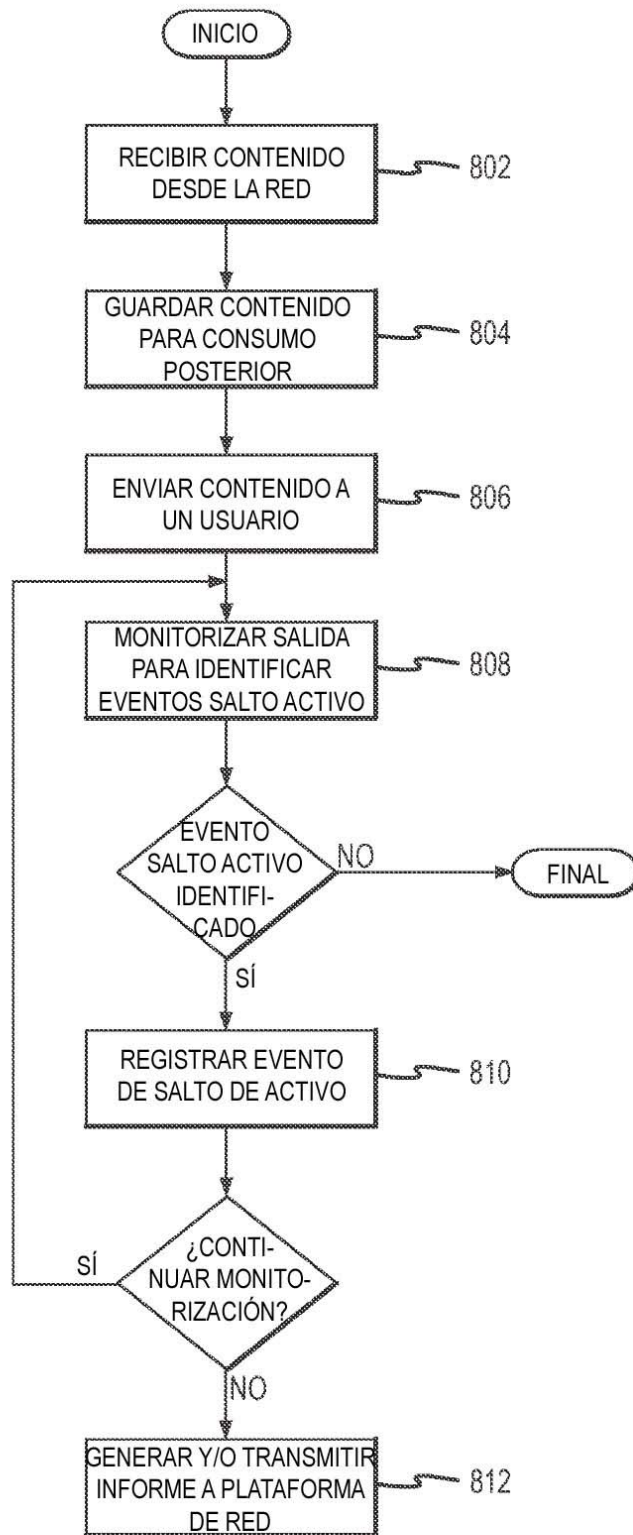 INICIO
RECIBIR CONTENIDO
DESDE LA RED
802
GUARDAR CONTENIDO
PARA CONSUMO
POSTERIOR
804
ENVIAR CONTENIDO A
UN USUARIO
806
MONITORIZAR SALIDA
PARA IDENTIFICAR
EVENTOS SALTO ACTIVO
808
EVENTO
SALTO ACTIVO
IDENTIFI-
CADO
NO
FINAL
SÍ
REGISTRAR EVENTO
DE SALTO DE ACTIVO
810
¿CONTI-
NUAR MONITO-
RIZACIÓN?
SÍ
NO
GENERAR Y/O TRANSMITIR
INFORME A PLATAFORMA
DE RED
812